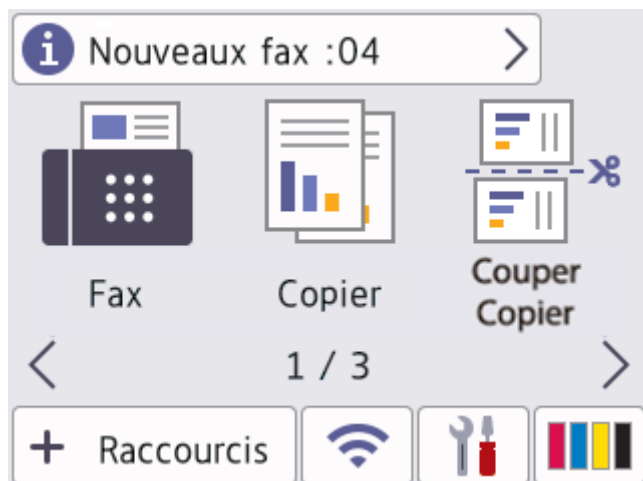 Nouveaux fax :04
Fax
Copier
Couper
Copier
1 / 3
+ Raccourcis